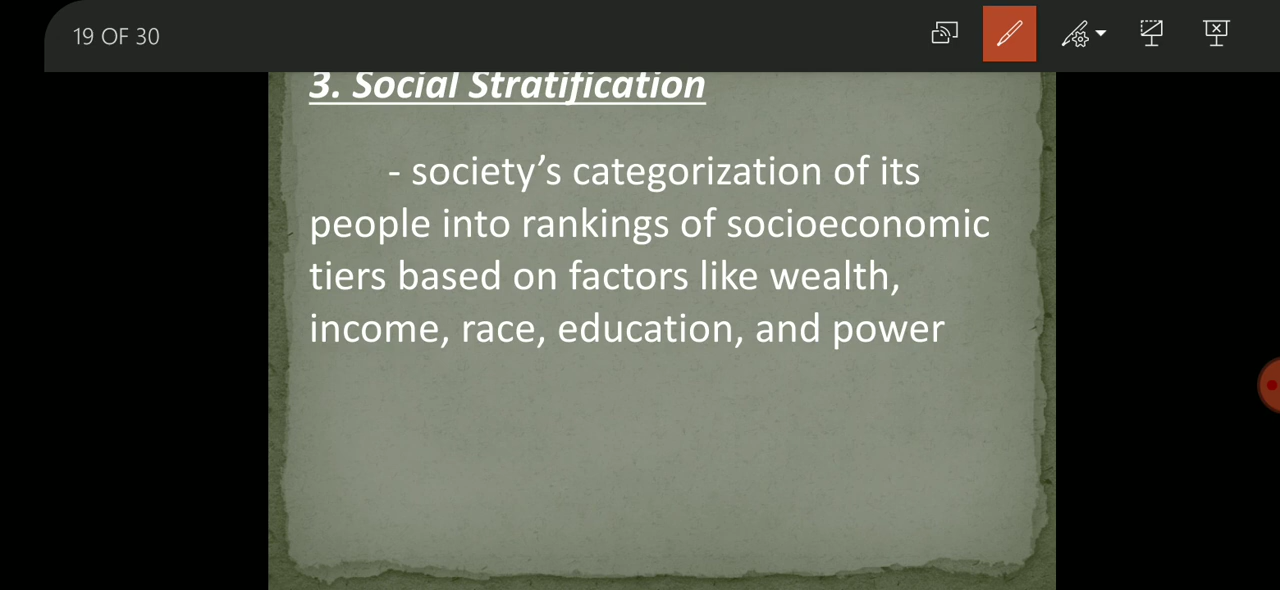 19 OF 30
3. Social Stratification
- society’s categorization of its
people into rankings of socioeconomic
tiers based on factors like wealth,
income, race, education, and power